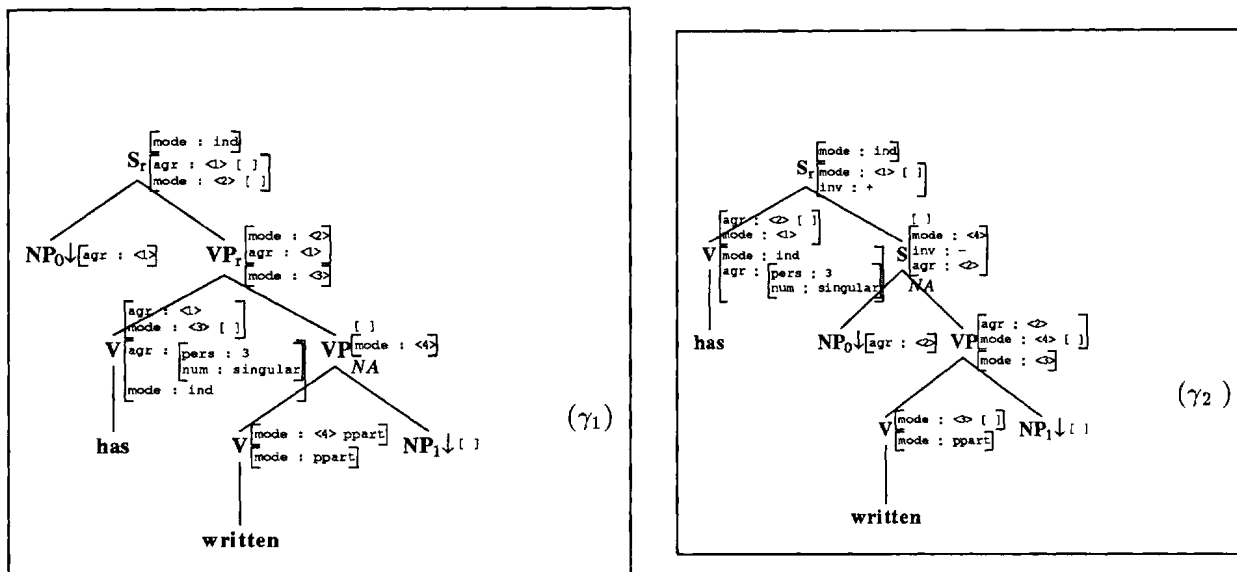 [mode : ind]
S_r [agr : <1> [ ]
mode : <2> [ ]]
NP₀↓ [agr : <1>]
VP_r [mode : <2>
agr : <1>]
[mode : <3>]
V [agr : <1>
mode : <3> [ ]]
[agr : [pers : 3
num : singular]
mode : ind]
has
[ ]
VP [mode : <4>]
NA
V [mode : <4> ppart]
[mode : ppart]
written
NP₁↓ [ ]
(γ₁)
[mode : ind]
S_r [mode : <1> [ ]
inv : +]
V [agr : <2> [ ]
mode : <1>]
[mode : ind
agr : [pers : 3
num : singular]]
has
[ ]
S [mode : <4>
inv : -
agr : <2>]
NA
NP₀↓ [agr : <2>]
VP [agr : <2>
mode : <4> [ ]]
[mode : <3>]
V [mode : <3> [ ]]
[mode : ppart]
written
NP₁↓ [ ]
(γ₂ )